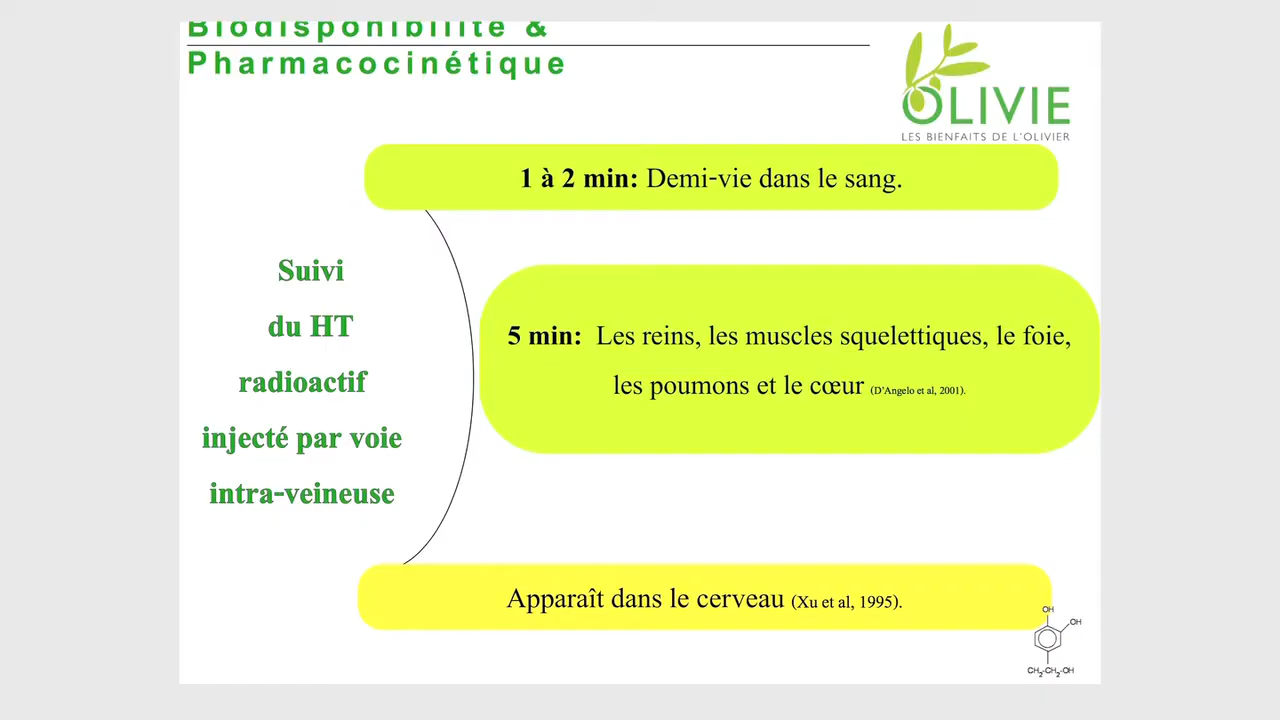 Biodisponibilité &
Pharmacocinétique
OLIVIE
LES BIENFAITS DE L'OLIVIER
1 à 2 min: Demi-vie dans le sang.
Suivi
du HT
radioactif
injecté par voie
intra-veineuse
5 min: Les reins, les muscles squelettiques, le foie,
les poumons et le cœur (D'Angelo et al, 2001).
Apparaît dans le cerveau (Xu et al, 1995).
OH
OH
CH2-CH2-OH